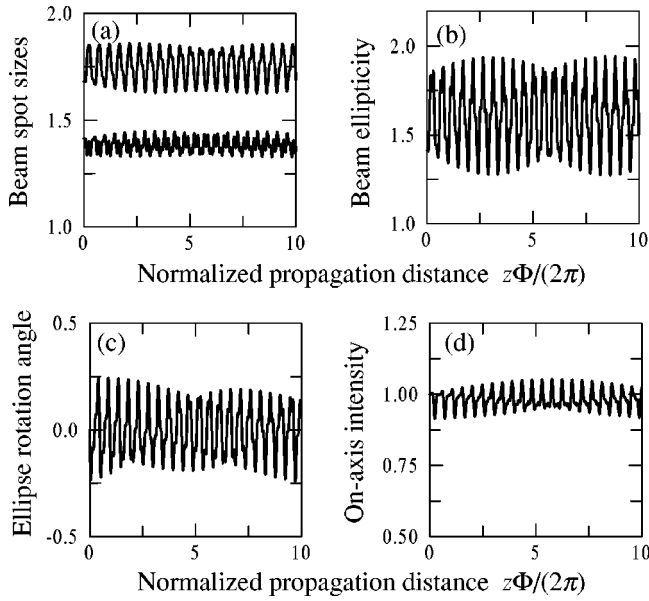 (a)
Beam spot sizes
2.0
1.7
1.4
1.0
0
5
10
(b)
Beam ellipticity
2.0
1.5
1.0
0
5
10
Normalized propagation distance zΦ/(2π)
(c)
Ellipse rotation angle
0.5
0.0
-0.5
0
5
10
(d)
On-axis intensity
1.25
1.00
0.75
0.50
0
5
10
Normalized propagation distance zΦ/(2π)